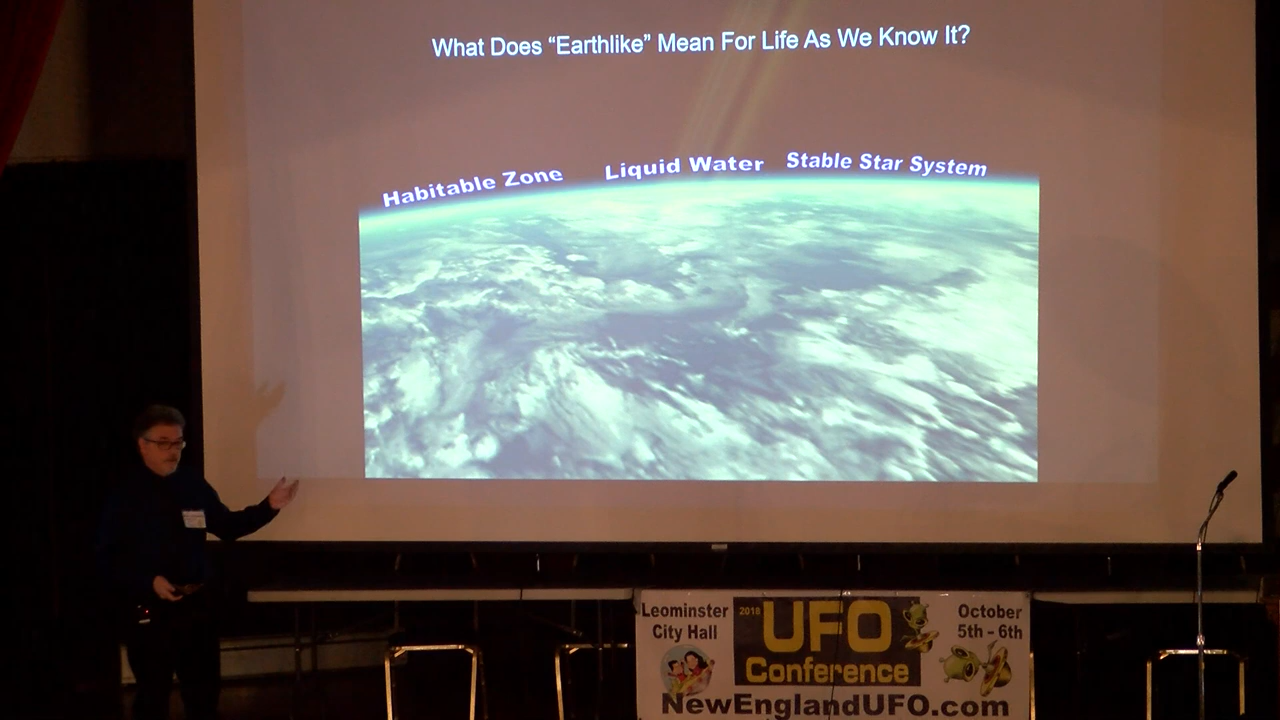 What Does “Earthlike” Mean For Life As We Know It?
Habitable Zone Liquid Water Stable Star System
Leominster
City Hall
2018 UFO
Conference
October
5th - 6th
NewEnglandUFO.com